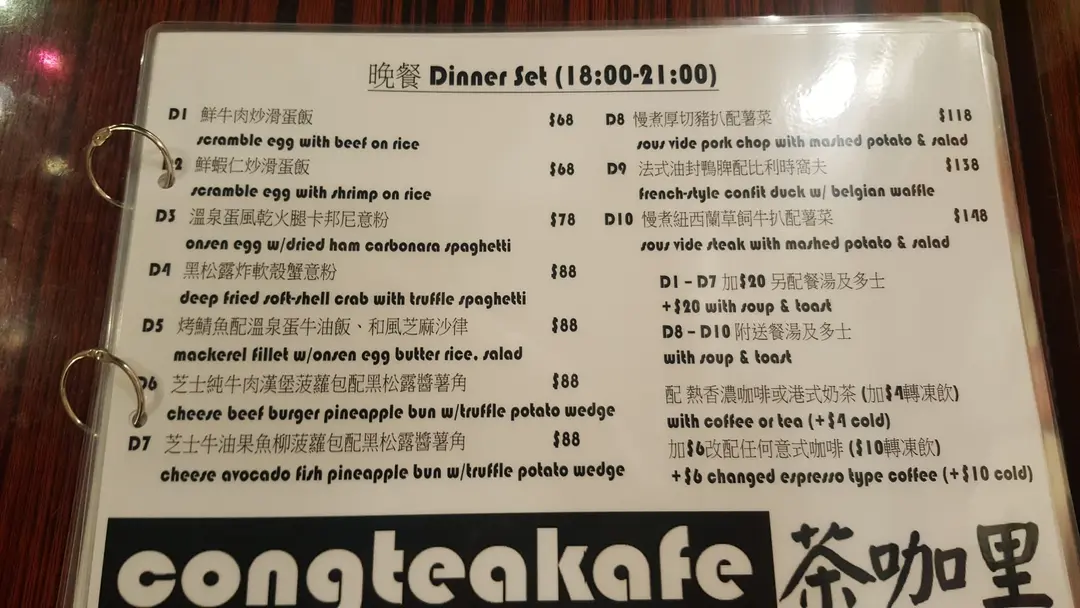 晚餐 Dinner Set (18:00-21:00)
D1 鮮牛肉炒滑蛋飯 $68
scramble egg with beef on rice
2 鮮蝦仁炒滑蛋飯 $68
scramble egg with shrimp on rice
D3 溫泉蛋風乾火腿卡邦尼意粉 $78
onsen egg w/dried ham carbonara spaghetti
D4 黑松露炸軟殼蟹意粉 $88
deep fried soft-shell crab with truffle spaghetti
D5 烤鯖魚配溫泉蛋牛油飯、和風芝麻沙律 $88
mackerel fillet w/onsen egg butter rice. salad
D6 芝士純牛肉漢堡菠蘿包配黑松露醬薯角 $88
cheese beef burger pineapple bun w/truffle potato wedge
D7 芝士牛油果魚柳菠蘿包配黑松露醬薯角 $88
cheese avocado fish pineapple bun w/truffle potato wedge
D8 慢煮厚切豬扒配薯菜 $118
sous vide pork chop with mashed potato & salad
D9 法式油封鴨脾配比利時窩夫 $138
french-style confit duck w/ belgian waffle
D10 慢煮紐西蘭草飼牛扒配薯菜 $148
sous vide steak with mashed potato & salad
D1 – D7 加$20 另配餐湯及多士
+$20 with soup & toast
D8 – D10 附送餐湯及多士
with soup & toast
配 熱香濃咖啡或港式奶茶 (加$4轉凍飲)
with coffee or tea (+$4 cold)
加$6改配任何意式咖啡 ($10轉凍飲)
+$6 changed espresso type coffee (+$10 cold)
congteakafe 茶咖里